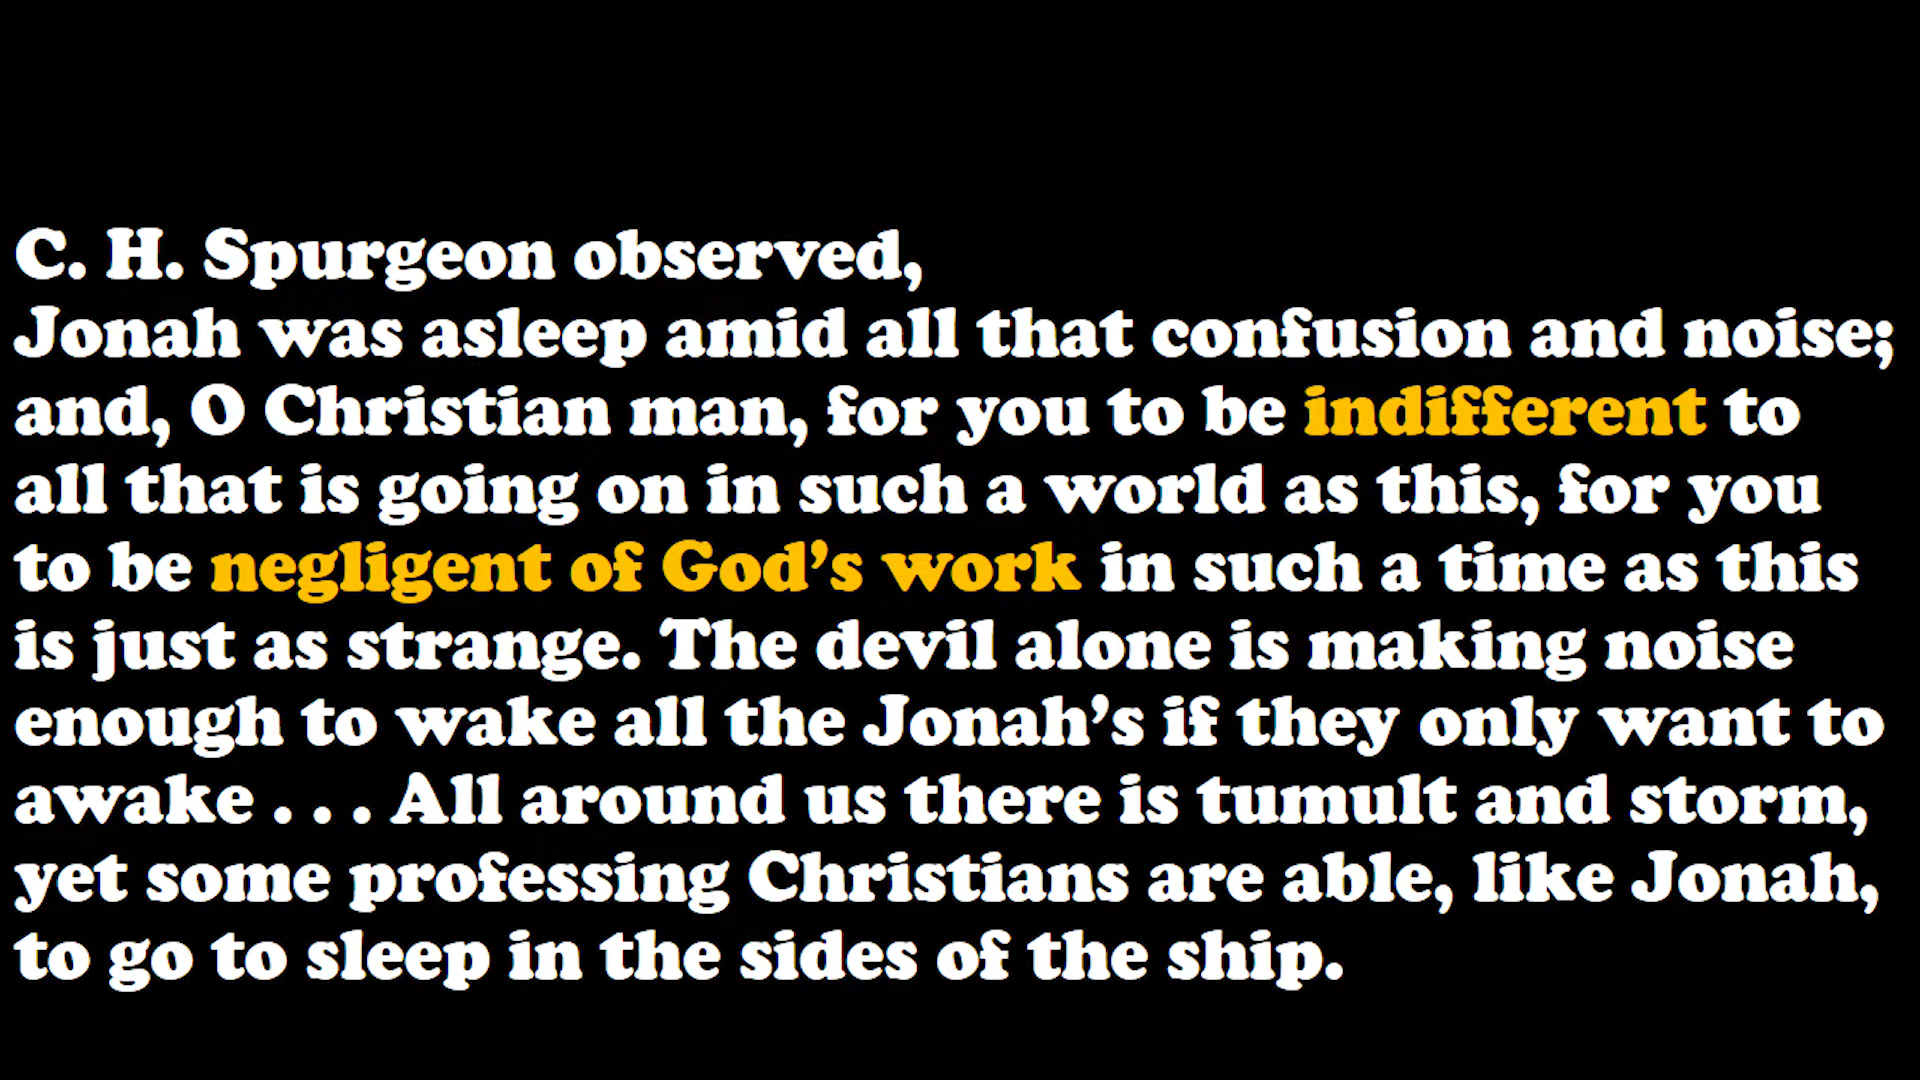 C. H. Spurgeon observed,
Jonah was asleep amid all that confusion and noise;
and, O Christian man, for you to be indifferent to
all that is going on in such a world as this, for you
to be negligent of God’s work in such a time as this
is just as strange. The devil alone is making noise
enough to wake all the Jonah’s if they only want to
awake . . . All around us there is tumult and storm,
yet some professing Christians are able, like Jonah,
to go to sleep in the sides of the ship.